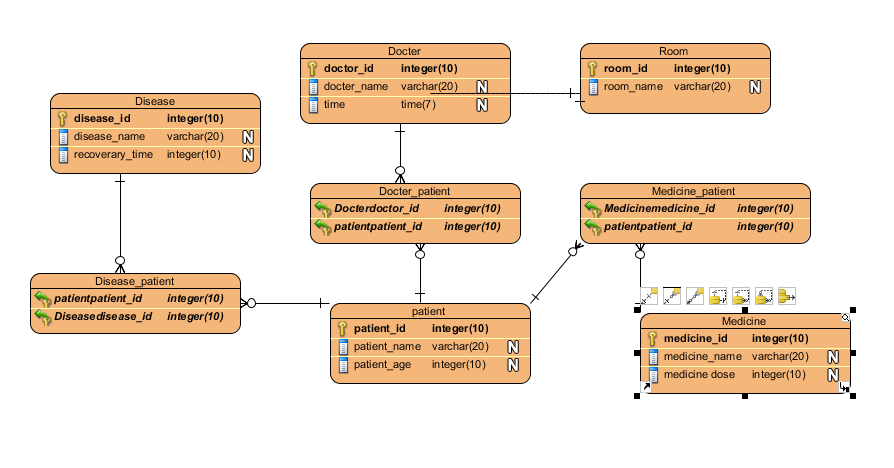 Docter
doctor_id integer(10)
docter_name varchar(20) N
time time(7) N
Room
room_id integer(10)
room_name varchar(20) N
Disease
disease_id integer(10)
disease_name varchar(20) N
recoverary_time integer(10) N
Docter_patient
Docterdoctor_id integer(10)
patientpatient_id integer(10)
Medicine_patient
Medicinemedicine_id integer(10)
patientpatient_id integer(10)
Disease_patient
patientpatient_id integer(10)
Diseasedisease_id integer(10)
patient
patient_id integer(10)
patient_name varchar(20) N
patient_age integer(10) N
Medicine
medicine_id integer(10)
medicine_name varchar(20) N
medicine dose integer(10) N